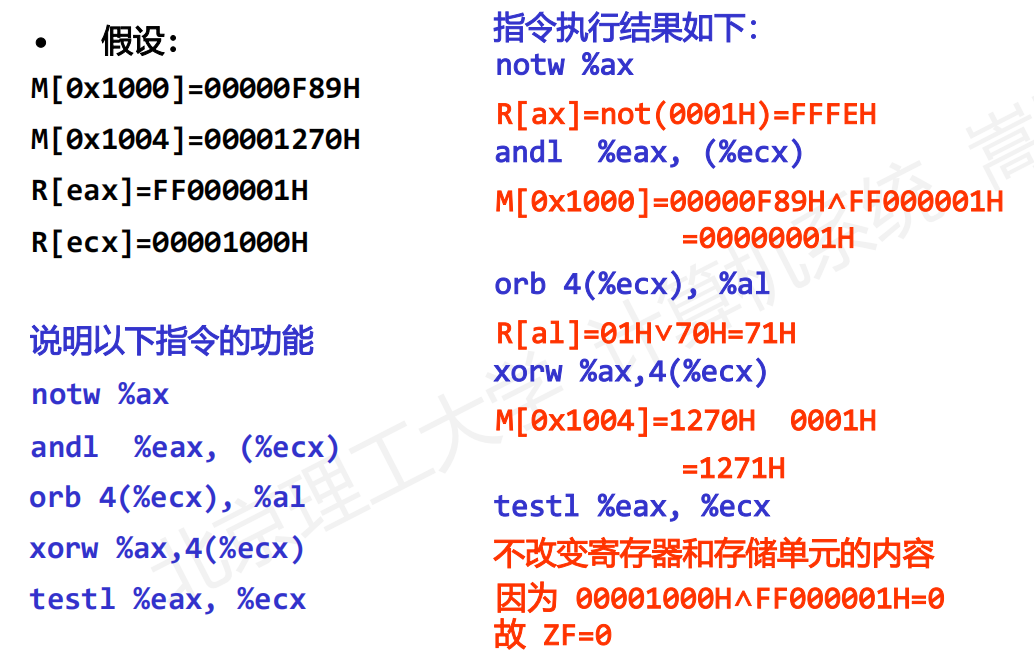 • 假设:
M[0x1000]=00000F89H
M[0x1004]=00001270H
R[eax]=FF000001H
R[ecx]=00001000H
说明以下指令的功能
notw %ax
andl %eax, (%ecx)
orb 4(%ecx), %al
xorw %ax,4(%ecx)
testl %eax, %ecx
指令执行结果如下:
notw %ax
R[ax]=not(0001H)=FFFEH
andl %eax, (%ecx)
M[0x1000]=00000F89H∧FF000001H
=00000001H
orb 4(%ecx), %al
R[al]=01H∨70H=71H
xorw %ax,4(%ecx)
M[0x1004]=1270H 0001H
=1271H
testl %eax, %ecx
不改变寄存器和存储单元的内容
因为 00001000H∧FF000001H=0
故 ZF=0
北京理工大学 计算机系统 嵩